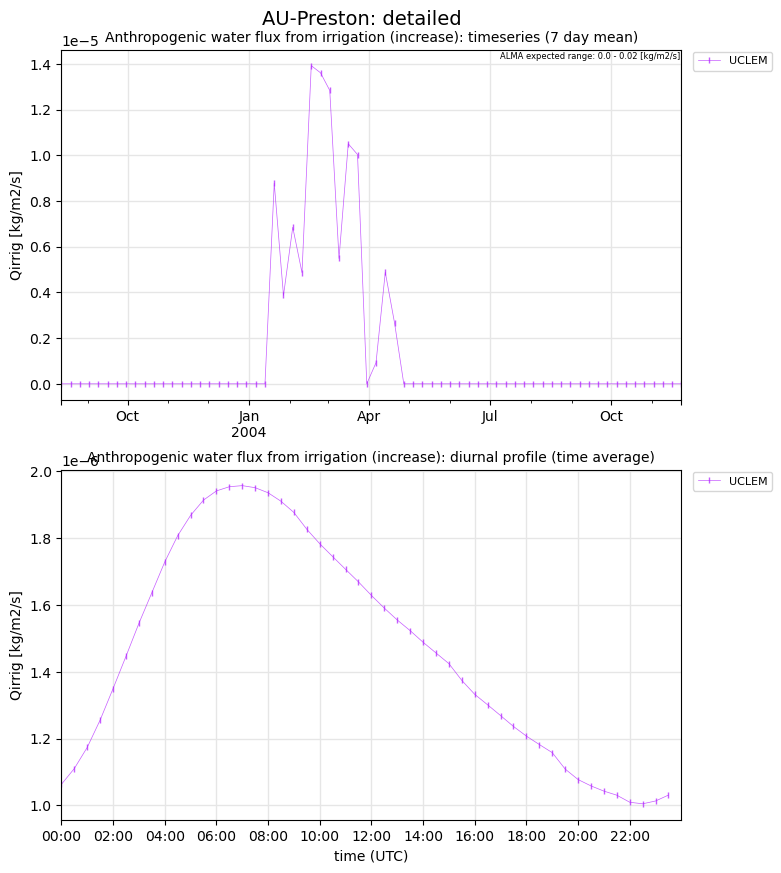 AU-Preston: detailed
Anthropogenic water flux from irrigation (increase): timeseries (7 day mean)
1e−5
ALMA expected range: 0.0 - 0.02 [kg/m2/s]
UCLEM
1.4
1.2
1.0
0.8
0.6
0.4
0.2
0.0
Qirrig [kg/m2/s]
Oct
Jan
2004
Apr
Jul
Oct
Anthropogenic water flux from irrigation (increase): diurnal profile (time average)
1e−6
UCLEM
2.0
1.8
1.6
1.4
1.2
1.0
Qirrig [kg/m2/s]
00:00 02:00 04:00 06:00 08:00 10:00 12:00 14:00 16:00 18:00 20:00 22:00
time (UTC)